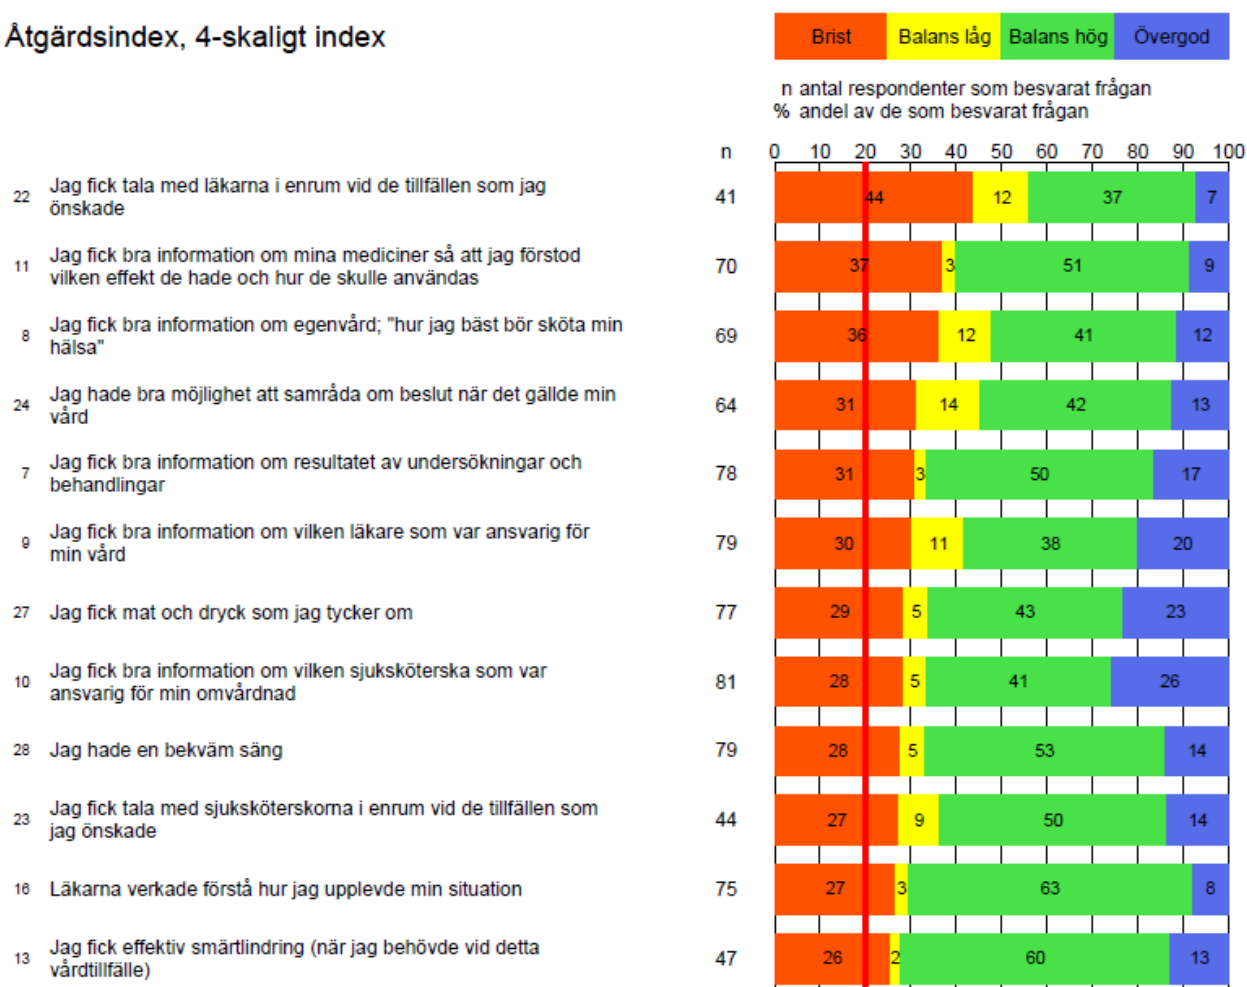 Åtgärdsindex, 4-skaligt index
Brist Balans låg Balans hög Övergod
n antal respondenter som besvarat frågan
% andel av de som besvarat frågan
n 0 10 20 30 40 50 60 70 80 90 100
22 Jag fick tala med läkarna i enrum vid de tillfällen som jag
önskade
41 44 12 37 7
11 Jag fick bra information om mina mediciner så att jag förstod
vilken effekt de hade och hur de skulle användas
70 37 3 51 9
8 Jag fick bra information om egenvård; "hur jag bäst bör sköta min
hälsa"
69 36 12 41 12
24 Jag hade bra möjlighet att samråda om beslut när det gällde min
vård
64 31 14 42 13
7 Jag fick bra information om resultatet av undersökningar och
behandlingar
78 31 3 50 17
9 Jag fick bra information om vilken läkare som var ansvarig för
min vård
79 30 11 38 20
27 Jag fick mat och dryck som jag tycker om 77 29 5 43 23
10 Jag fick bra information om vilken sjuksköterska som var
ansvarig för min omvårdnad
81 28 5 41 26
28 Jag hade en bekväm säng 79 28 5 53 14
23 Jag fick tala med sjuksköterskorna i enrum vid de tillfällen som
jag önskade
44 27 9 50 14
16 Läkarna verkade förstå hur jag upplevde min situation 75 27 3 63 8
13 Jag fick effektiv smärtlindring (när jag behövde vid detta
vårdtillfälle)
47 26 2 60 13